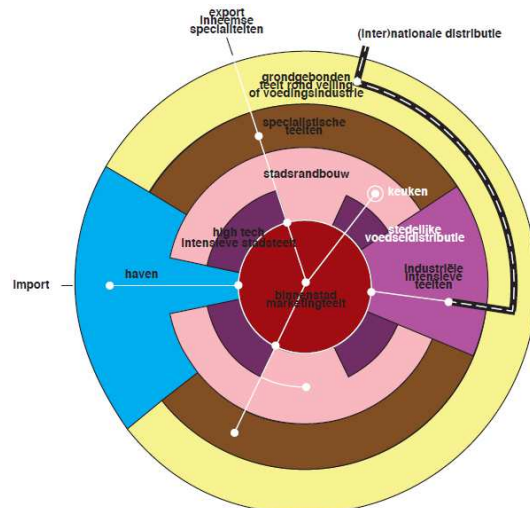 export
inheemse
specialiteiten
(inter)nationale distributie
grondgebonden
teelt rond veiling
of voedingsindustrie
specialistische
teelten
stadsrandbouw
keuken
high tech
intensieve stadsteelt
stedelijke
voedseldistributie
industriële
intensieve
teelten
haven
import
binnenstad
marketingteelt